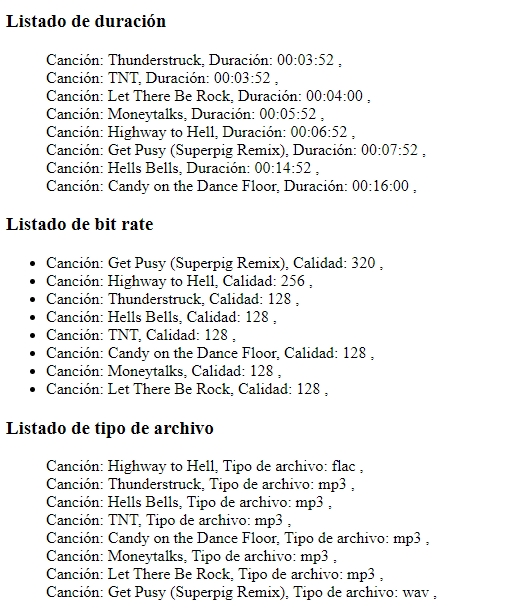 Listado de duración
Canción: Thunderstruck, Duración: 00:03:52 ,
Canción: TNT, Duración: 00:03:52 ,
Canción: Let There Be Rock, Duración: 00:04:00 ,
Canción: Moneytalks, Duración: 00:05:52 ,
Canción: Highway to Hell, Duración: 00:06:52 ,
Canción: Get Pusy (Superpig Remix), Duración: 00:07:52 ,
Canción: Hells Bells, Duración: 00:14:52 ,
Canción: Candy on the Dance Floor, Duración: 00:16:00 ,
Listado de bit rate
• Canción: Get Pusy (Superpig Remix), Calidad: 320 ,
• Canción: Highway to Hell, Calidad: 256 ,
• Canción: Thunderstruck, Calidad: 128 ,
• Canción: Hells Bells, Calidad: 128 ,
• Canción: TNT, Calidad: 128 ,
• Canción: Candy on the Dance Floor, Calidad: 128 ,
• Canción: Moneytalks, Calidad: 128 ,
• Canción: Let There Be Rock, Calidad: 128 ,
Listado de tipo de archivo
Canción: Highway to Hell, Tipo de archivo: flac ,
Canción: Thunderstruck, Tipo de archivo: mp3 ,
Canción: Hells Bells, Tipo de archivo: mp3 ,
Canción: TNT, Tipo de archivo: mp3 ,
Canción: Candy on the Dance Floor, Tipo de archivo: mp3 ,
Canción: Moneytalks, Tipo de archivo: mp3 ,
Canción: Let There Be Rock, Tipo de archivo: mp3 ,
Canción: Get Pusy (Superpig Remix), Tipo de archivo: wav ,